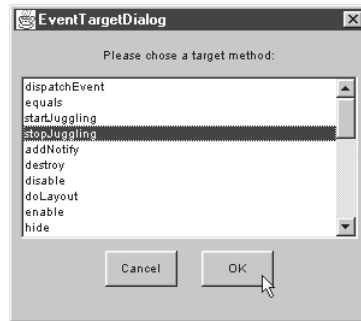 EventTargetDialog
Please chose a target method:
dispatchEvent
equals
startJuggling
stopJuggling
addNotify
destroy
disable
doLayout
enable
hide
Cancel
OK